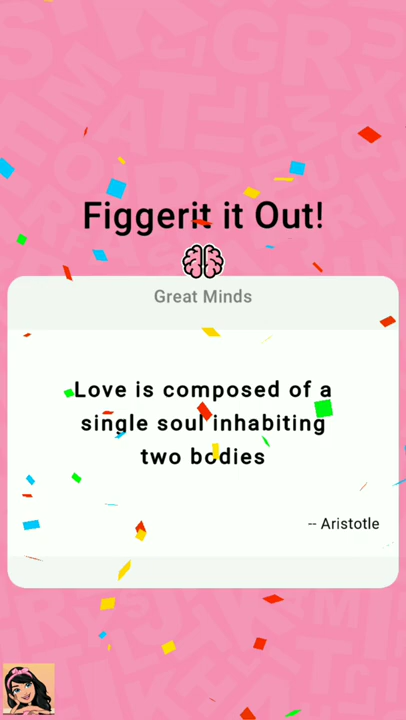 Figgerit it Out!
Great Minds
Love is composed of a
single soul inhabiting
two bodies
-- Aristotle